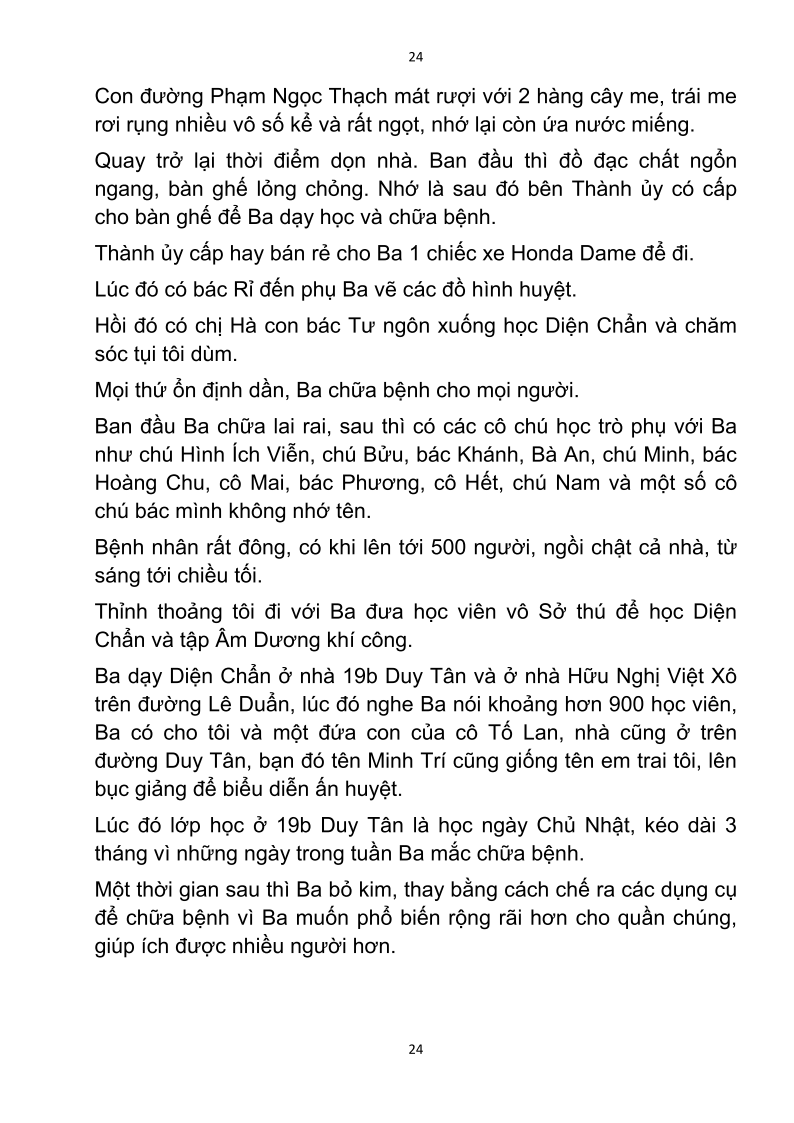 24
Con đường Phạm Ngọc Thạch mát rượi với 2 hàng cây me, trái me
rơi rụng nhiều vô số kể và rất ngọt, nhớ lại còn ứa nước miếng.
Quay trở lại thời điểm dọn nhà. Ban đầu thì đồ đạc chất ngổn
ngang, bàn ghế lỏng chỏng. Nhớ là sau đó bên Thành ủy có cấp
cho bàn ghế để Ba dạy học và chữa bệnh.
Thành ủy cấp hay bán rẻ cho Ba 1 chiếc xe Honda Dame để đi.
Lúc đó có bác Rỉ đến phụ Ba vẽ các đồ hình huyệt.
Hồi đó có chị Hà con bác Tư ngôn xuống học Diện Chẩn và chăm
sóc tụi tôi dùm.
Mọi thứ ổn định dần, Ba chữa bệnh cho mọi người.
Ban đầu Ba chữa lai rai, sau thì có các cô chú học trò phụ với Ba
như chú Hình Ích Viễn, chú Bửu, bác Khánh, Bà An, chú Minh, bác
Hoàng Chu, cô Mai, bác Phương, cô Hết, chú Nam và một số cô
chú bác mình không nhớ tên.
Bệnh nhân rất đông, có khi lên tới 500 người, ngồi chật cả nhà, từ
sáng tới chiều tối.
Thỉnh thoảng tôi đi với Ba đưa học viên vô Sở thú để học Diện
Chẩn và tập Âm Dương khí công.
Ba dạy Diện Chẩn ở nhà 19b Duy Tân và ở nhà Hữu Nghị Việt Xô
trên đường Lê Duẩn, lúc đó nghe Ba nói khoảng hơn 900 học viên,
Ba có cho tôi và một đứa con của cô Tố Lan, nhà cũng ở trên
đường Duy Tân, bạn đó tên Minh Trí cũng giống tên em trai tôi, lên
bục giảng để biểu diễn ấn huyệt.
Lúc đó lớp học ở 19b Duy Tân là học ngày Chủ Nhật, kéo dài 3
tháng vì những ngày trong tuần Ba mắc chữa bệnh.
Một thời gian sau thì Ba bỏ kim, thay bằng cách chế ra các dụng cụ
để chữa bệnh vì Ba muốn phổ biến rộng rãi hơn cho quần chúng,
giúp ích được nhiều người hơn.
24